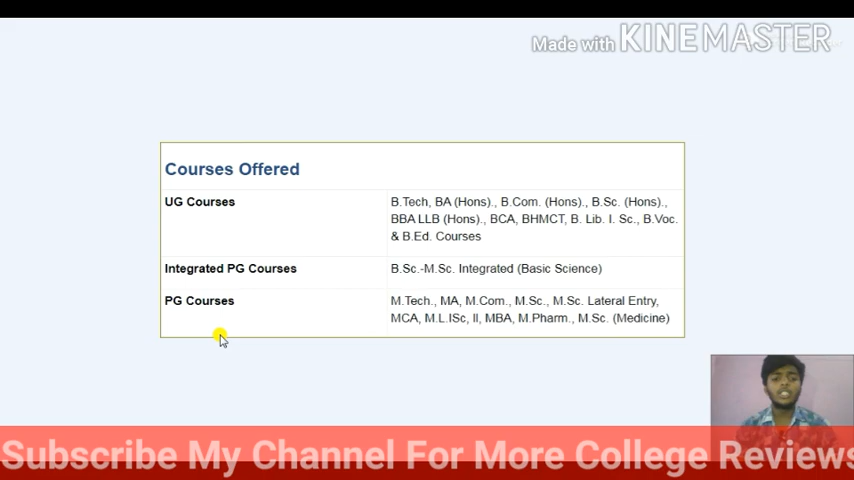 Made with KINEMASTER
Courses Offered
UG Courses
B.Tech, BA (Hons)., B.Com. (Hons)., B.Sc. (Hons).,
BBA LLB (Hons)., BCA, BHMCT, B. Lib. I. Sc., B.Voc.
& B.Ed. Courses
Integrated PG Courses
B.Sc.-M.Sc. Integrated (Basic Science)
PG Courses
M.Tech., MA, M.Com., M.Sc., M.Sc. Lateral Entry,
MCA, M.L.ISc, II, MBA, M.Pharm., M.Sc. (Medicine)
Subscribe My Channel For More College Reviews